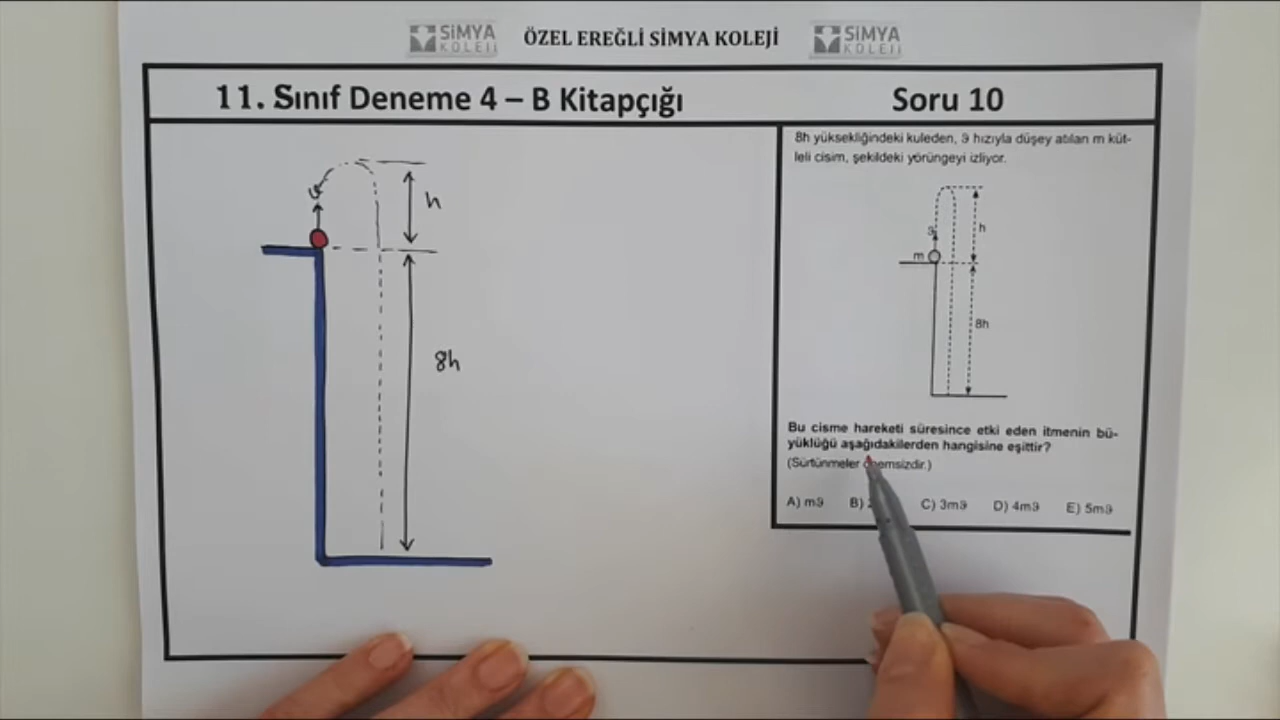 SİMYA KOLEJİ
ÖZEL EREĞLİ SİMYA KOLEJİ
SİMYA KOLEJİ
11. Sınıf Deneme 4 – B Kitapçığı
Soru 10
h
8h
8h yüksekliğindeki kuleden, ϑ hızıyla düşey atılan m küt-
leli cisim, şekildeki yörüngeyi izliyor.
h
ϑ
m
8h
Bu cisme hareketi süresince etki eden itmenin bü-
yüklüğü aşağıdakilerden hangisine eşittir?
(Sürtünmeler önemsizdir.)
A) mϑ B) C) 3mϑ D) 4mϑ E) 5mϑ